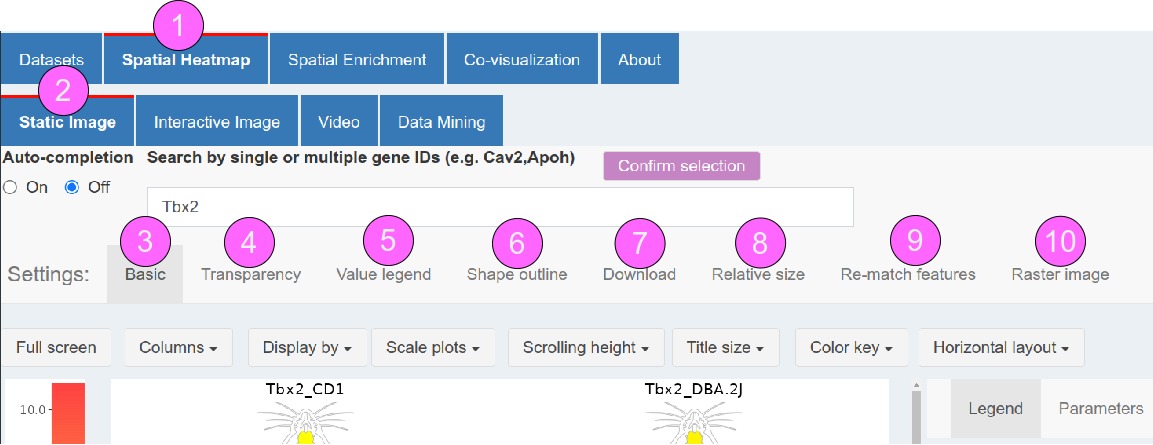 1
Datasets Spatial Heatmap Spatial Enrichment Co-visualization About
2
Static Image Interactive Image Video Data Mining
Auto-completion Search by single or multiple gene IDs (e.g. Cav2,Apoh) Confirm selection
On Off
Tbx2
3 4 5 6 7 8 9 10
Settings: Basic Transparency Value legend Shape outline Download Relative size Re-match features Raster image
Full screen Columns Display by Scale plots Scrolling height Title size Color key Horizontal layout
Tbx2_CD1 Tbx2_DBA.2J
10.0 Legend Parameters